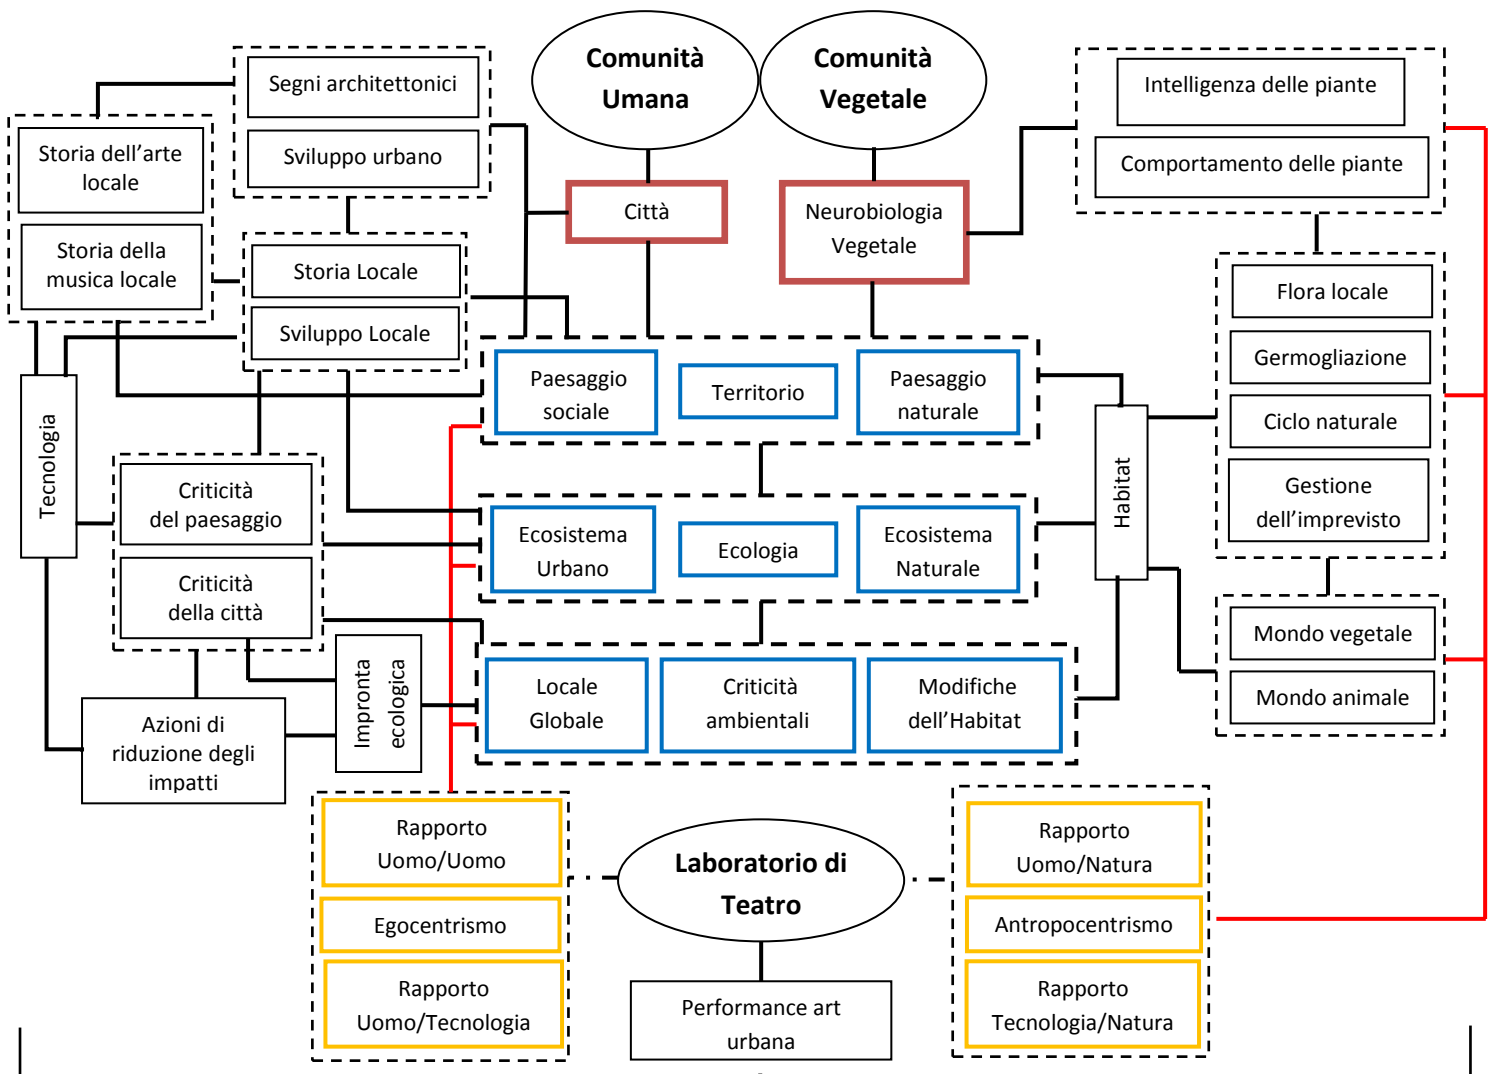 Comunità
Umana
Comunità
Vegetale
Segni architettonici
Sviluppo urbano
Storia dell’arte
locale
Storia della
musica locale
Storia Locale
Sviluppo Locale
Città
Neurobiologia
Vegetale
Intelligenza delle piante
Comportamento delle piante
Flora locale
Germogliazione
Ciclo naturale
Gestione
dell’imprevisto
Mondo vegetale
Mondo animale
Paesaggio
sociale
Territorio
Paesaggio
naturale
Tecnologia
Habitat
Criticità
del paesaggio
Criticità
della città
Ecosistema
Urbano
Ecologia
Ecosistema
Naturale
Azioni di
riduzione degli
impatti
Impronta
ecologica
Locale
Globale
Criticità
ambientali
Modifiche
dell’Habitat
Rapporto
Uomo/Uomo
Egocentrismo
Rapporto
Uomo/Tecnologia
Laboratorio di
Teatro
Performance art
urbana
Rapporto
Uomo/Natura
Antropocentrismo
Rapporto
Tecnologia/Natura